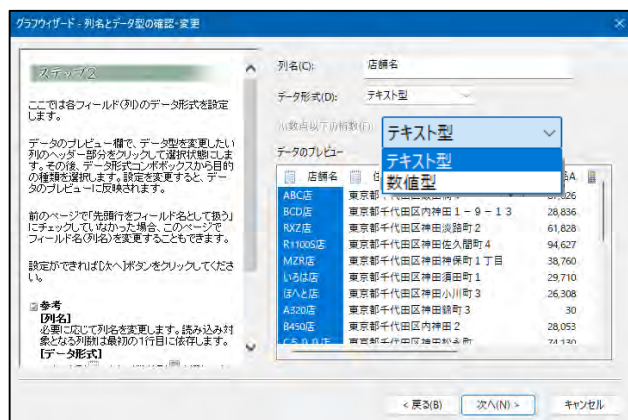 グラフウィザード - 列名とデータ型の確認・変更
ステップ2
ここでは各フィールド(列)のデータ形式を設定
します。
データのプレビュー欄で、データ型を変更したい
列のヘッダー部分をクリックして選択状態にしま
す。その後、データ形式コンボボックスから目的
の種類を選択します。設定を変更すると、デー
タのプレビューに反映されます。
前のページで「先頭行をフィールド名として扱う」
にチェックしていなかった場合、このページで
フィールド名(列名)を変更することもできます。
設定ができれば[次へ]ボタンをクリックしてくださ
い。
参考
[列名]
必要に応じて列名を変更します。読み込み対
象となる列数は最初の1行目に依存します。
[データ形式]
列名(C): 店舗名
データ形式(D): テキスト型
小数点以下の桁数(F):
テキスト型
テキスト型
数値型
データのプレビュー
店舗名
ABC店
BCD店 東京都千代田区内神田1-9-13 28,836
RXZ店 東京都千代田区神田淡路町2 61,828
R1100S店 東京都千代田区神田佐久間町4 94,627
MZR店 東京都千代田区神田神保町1丁目 38,760
いろは店 東京都千代田区神田須田町1 29,710
ほへと店 東京都千代田区神田小川町3 26,308
A320店 東京都千代田区神田錦町3 30
B450店 東京都千代田区内神田2 28,053
C500店 東京都千代田区神田松永町 74,130
< 戻る(B) 次へ(N) > キャンセル